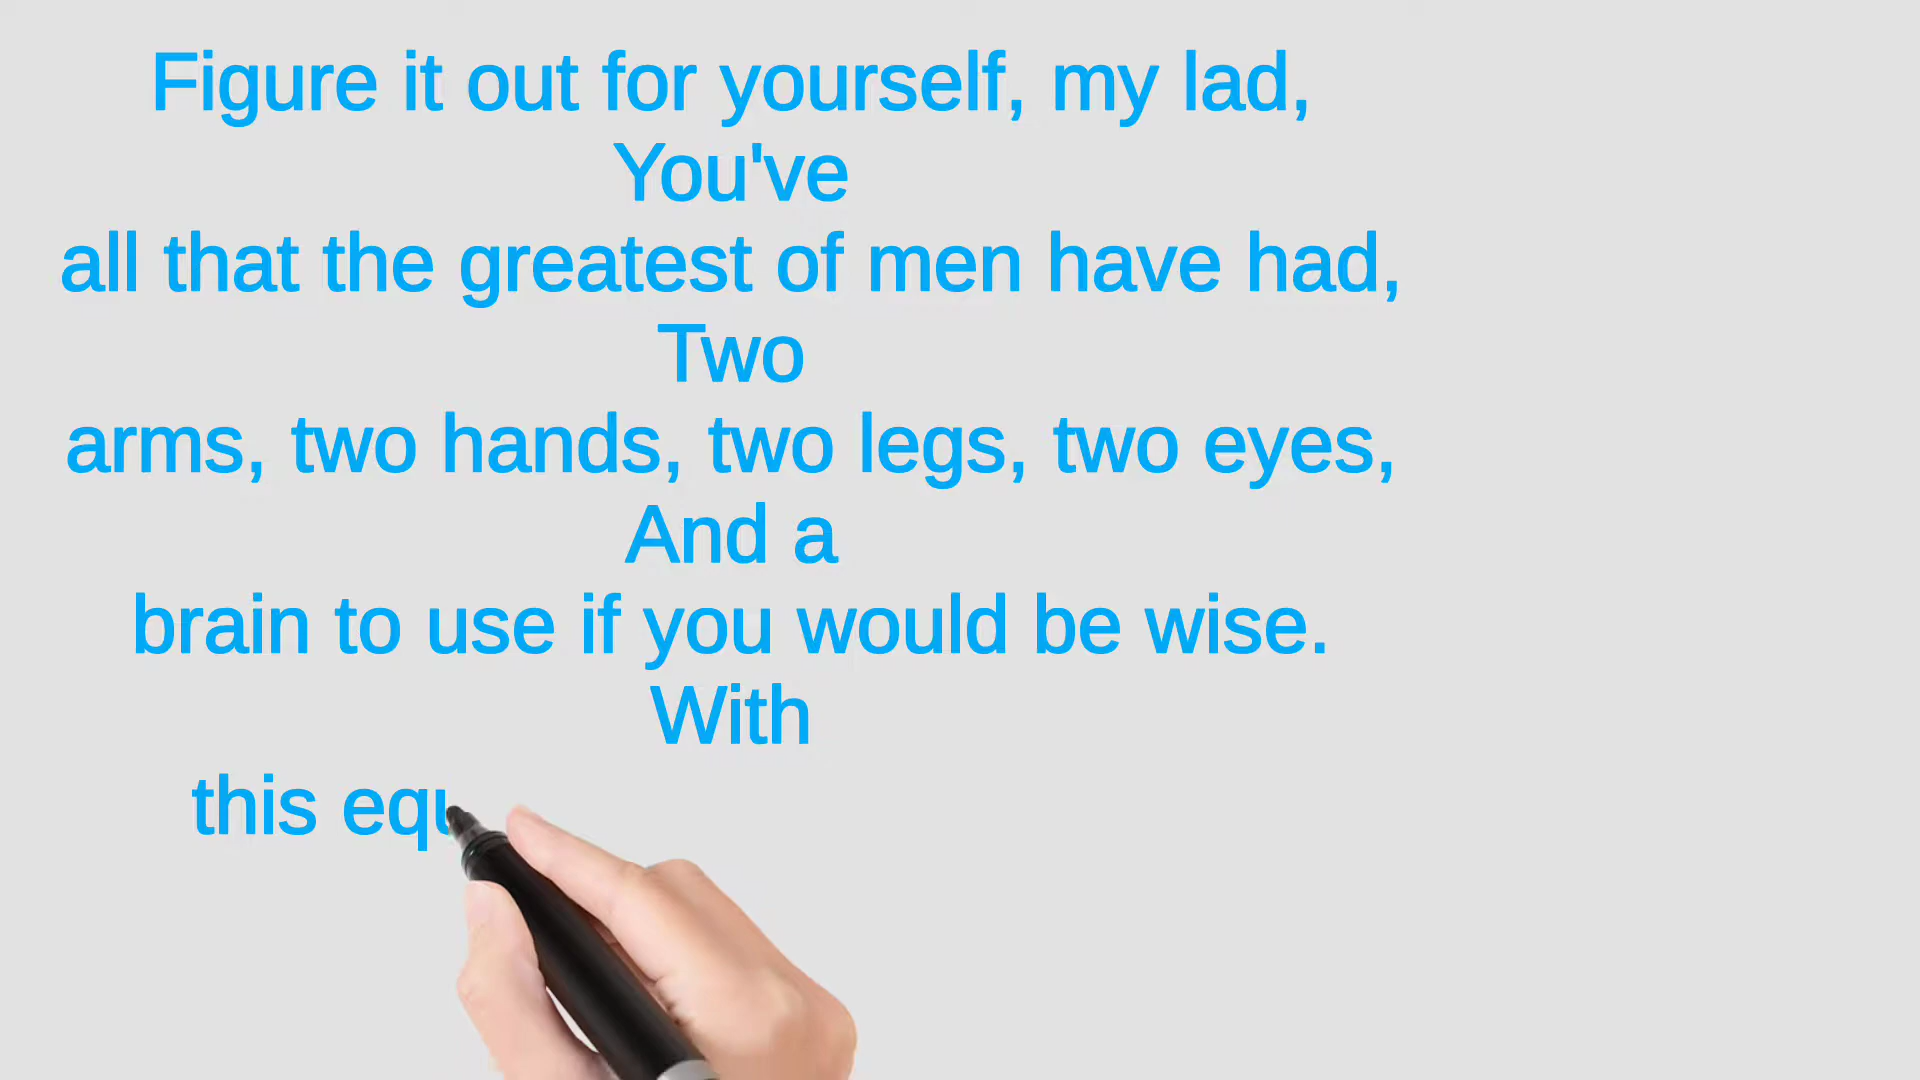 Figure it out for yourself, my lad,
You've
all that the greatest of men have had,
Two
arms, two hands, two legs, two eyes,
And a
brain to use if you would be wise.
With
this equ